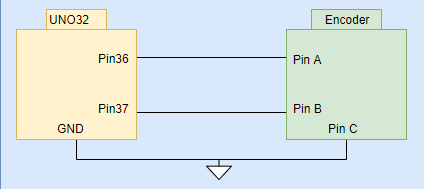 UNO32
Encoder
Pin36
Pin A
Pin37
Pin B
GND
Pin C